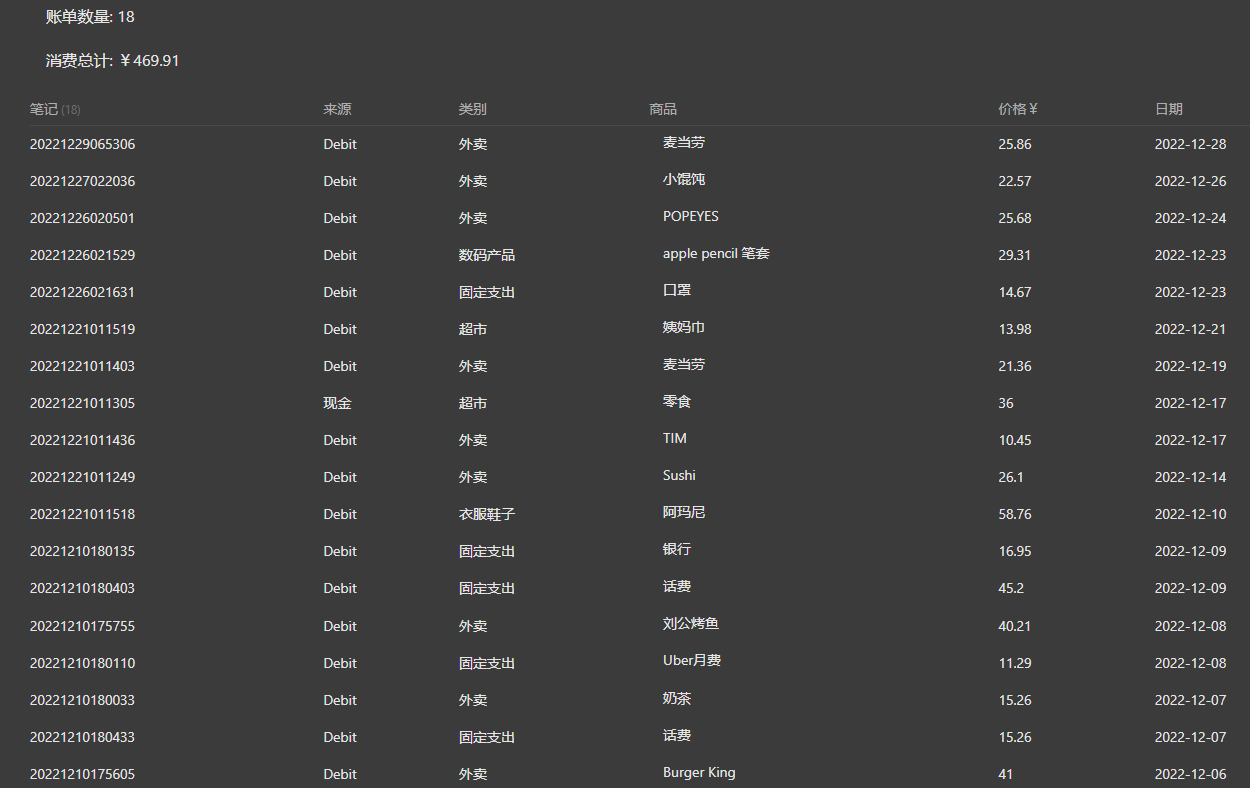 账单数量: 18
消费总计: ￥469.91
笔记 (18) 来源 类别 商品 价格￥ 日期
20221229065306 Debit 外卖 麦当劳 25.86 2022-12-28
20221227022036 Debit 外卖 小馄饨 22.57 2022-12-26
20221226020501 Debit 外卖 POPEYES 25.68 2022-12-24
20221226021529 Debit 数码产品 apple pencil 笔套 29.31 2022-12-23
20221226021631 Debit 固定支出 口罩 14.67 2022-12-23
20221221011519 Debit 超市 姨妈巾 13.98 2022-12-21
20221221011403 Debit 外卖 麦当劳 21.36 2022-12-19
20221221011305 现金 超市 零食 36 2022-12-17
20221221011436 Debit 外卖 TIM 10.45 2022-12-17
20221221011249 Debit 外卖 Sushi 26.1 2022-12-14
20221221011518 Debit 衣服鞋子 阿玛尼 58.76 2022-12-10
20221210180135 Debit 固定支出 银行 16.95 2022-12-09
20221210180403 Debit 固定支出 话费 45.2 2022-12-09
20221210175755 Debit 外卖 刘公烤鱼 40.21 2022-12-08
20221210180110 Debit 固定支出 Uber月费 11.29 2022-12-08
20221210180033 Debit 外卖 奶茶 15.26 2022-12-07
20221210180433 Debit 固定支出 话费 15.26 2022-12-07
20221210175605 Debit 外卖 Burger King 41 2022-12-06